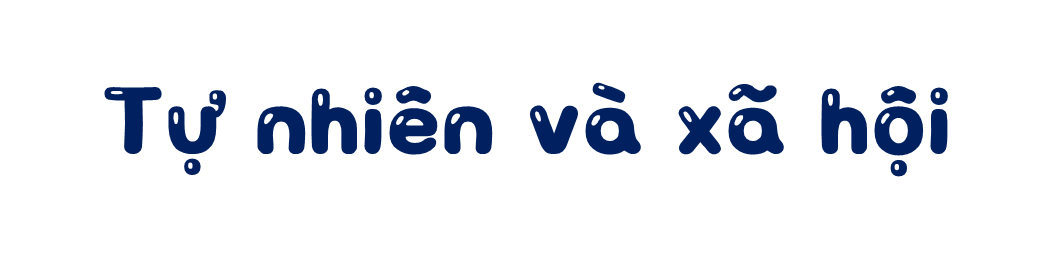 Tự nhiên và xã hội